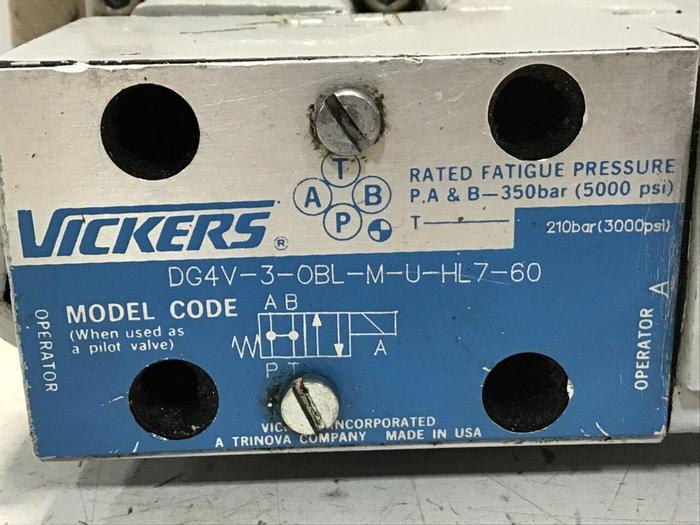 T
A B
P
RATED FATIGUE PRESSURE
P.A & B—350bar (5000 psi)
T— 210bar(3000psi)
VICKERS ®
DG4V-3-OBL-M-U-HL7-60
MODEL CODE
(When used as
a pilot valve)
A B
A
P T
OPERATOR
OPERATOR A
INCORPORATED
A TRINOVA COMPANY MADE IN USA